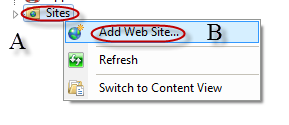 Sites
A
Add Web Site...
B
Refresh
Switch to Content View